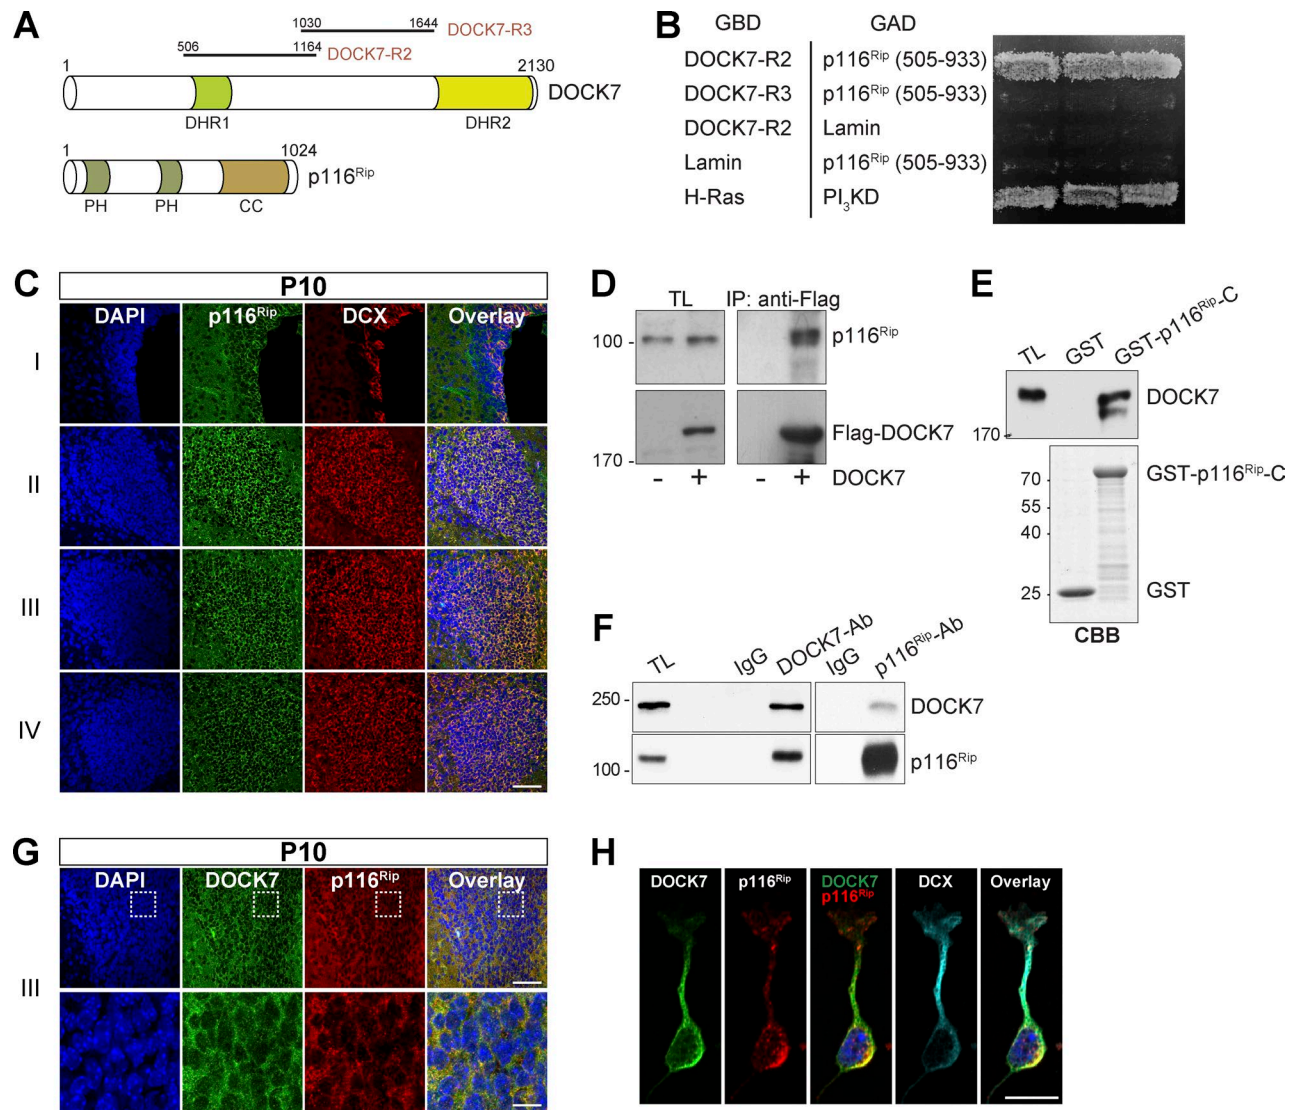 A
1030 1644
DOCK7-R3
506 1164
DOCK7-R2
1 2130
DOCK7
DHR1 DHR2
1 1024
p116Rip
PH PH CC
B
GBD GAD
DOCK7-R2 p116Rip (505-933)
DOCK7-R3 p116Rip (505-933)
DOCK7-R2 Lamin
Lamin p116Rip (505-933)
H-Ras PI3KD
C
P10
DAPI p116Rip DCX Overlay
I
II
III
IV
D
TL IP: anti-Flag
100 - p116Rip
Flag-DOCK7
170 -
- + - + DOCK7
E
TL GST GST-p116Rip-C
DOCK7
170 -
70 - GST-p116Rip-C
55 -
40 -
25 - GST
CBB
F
TL IgG DOCK7-Ab IgG p116Rip-Ab
250 - DOCK7
100 - p116Rip
G
P10
DAPI DOCK7 p116Rip Overlay
III
H
DOCK7 p116Rip DOCK7 DCX Overlay
p116Rip